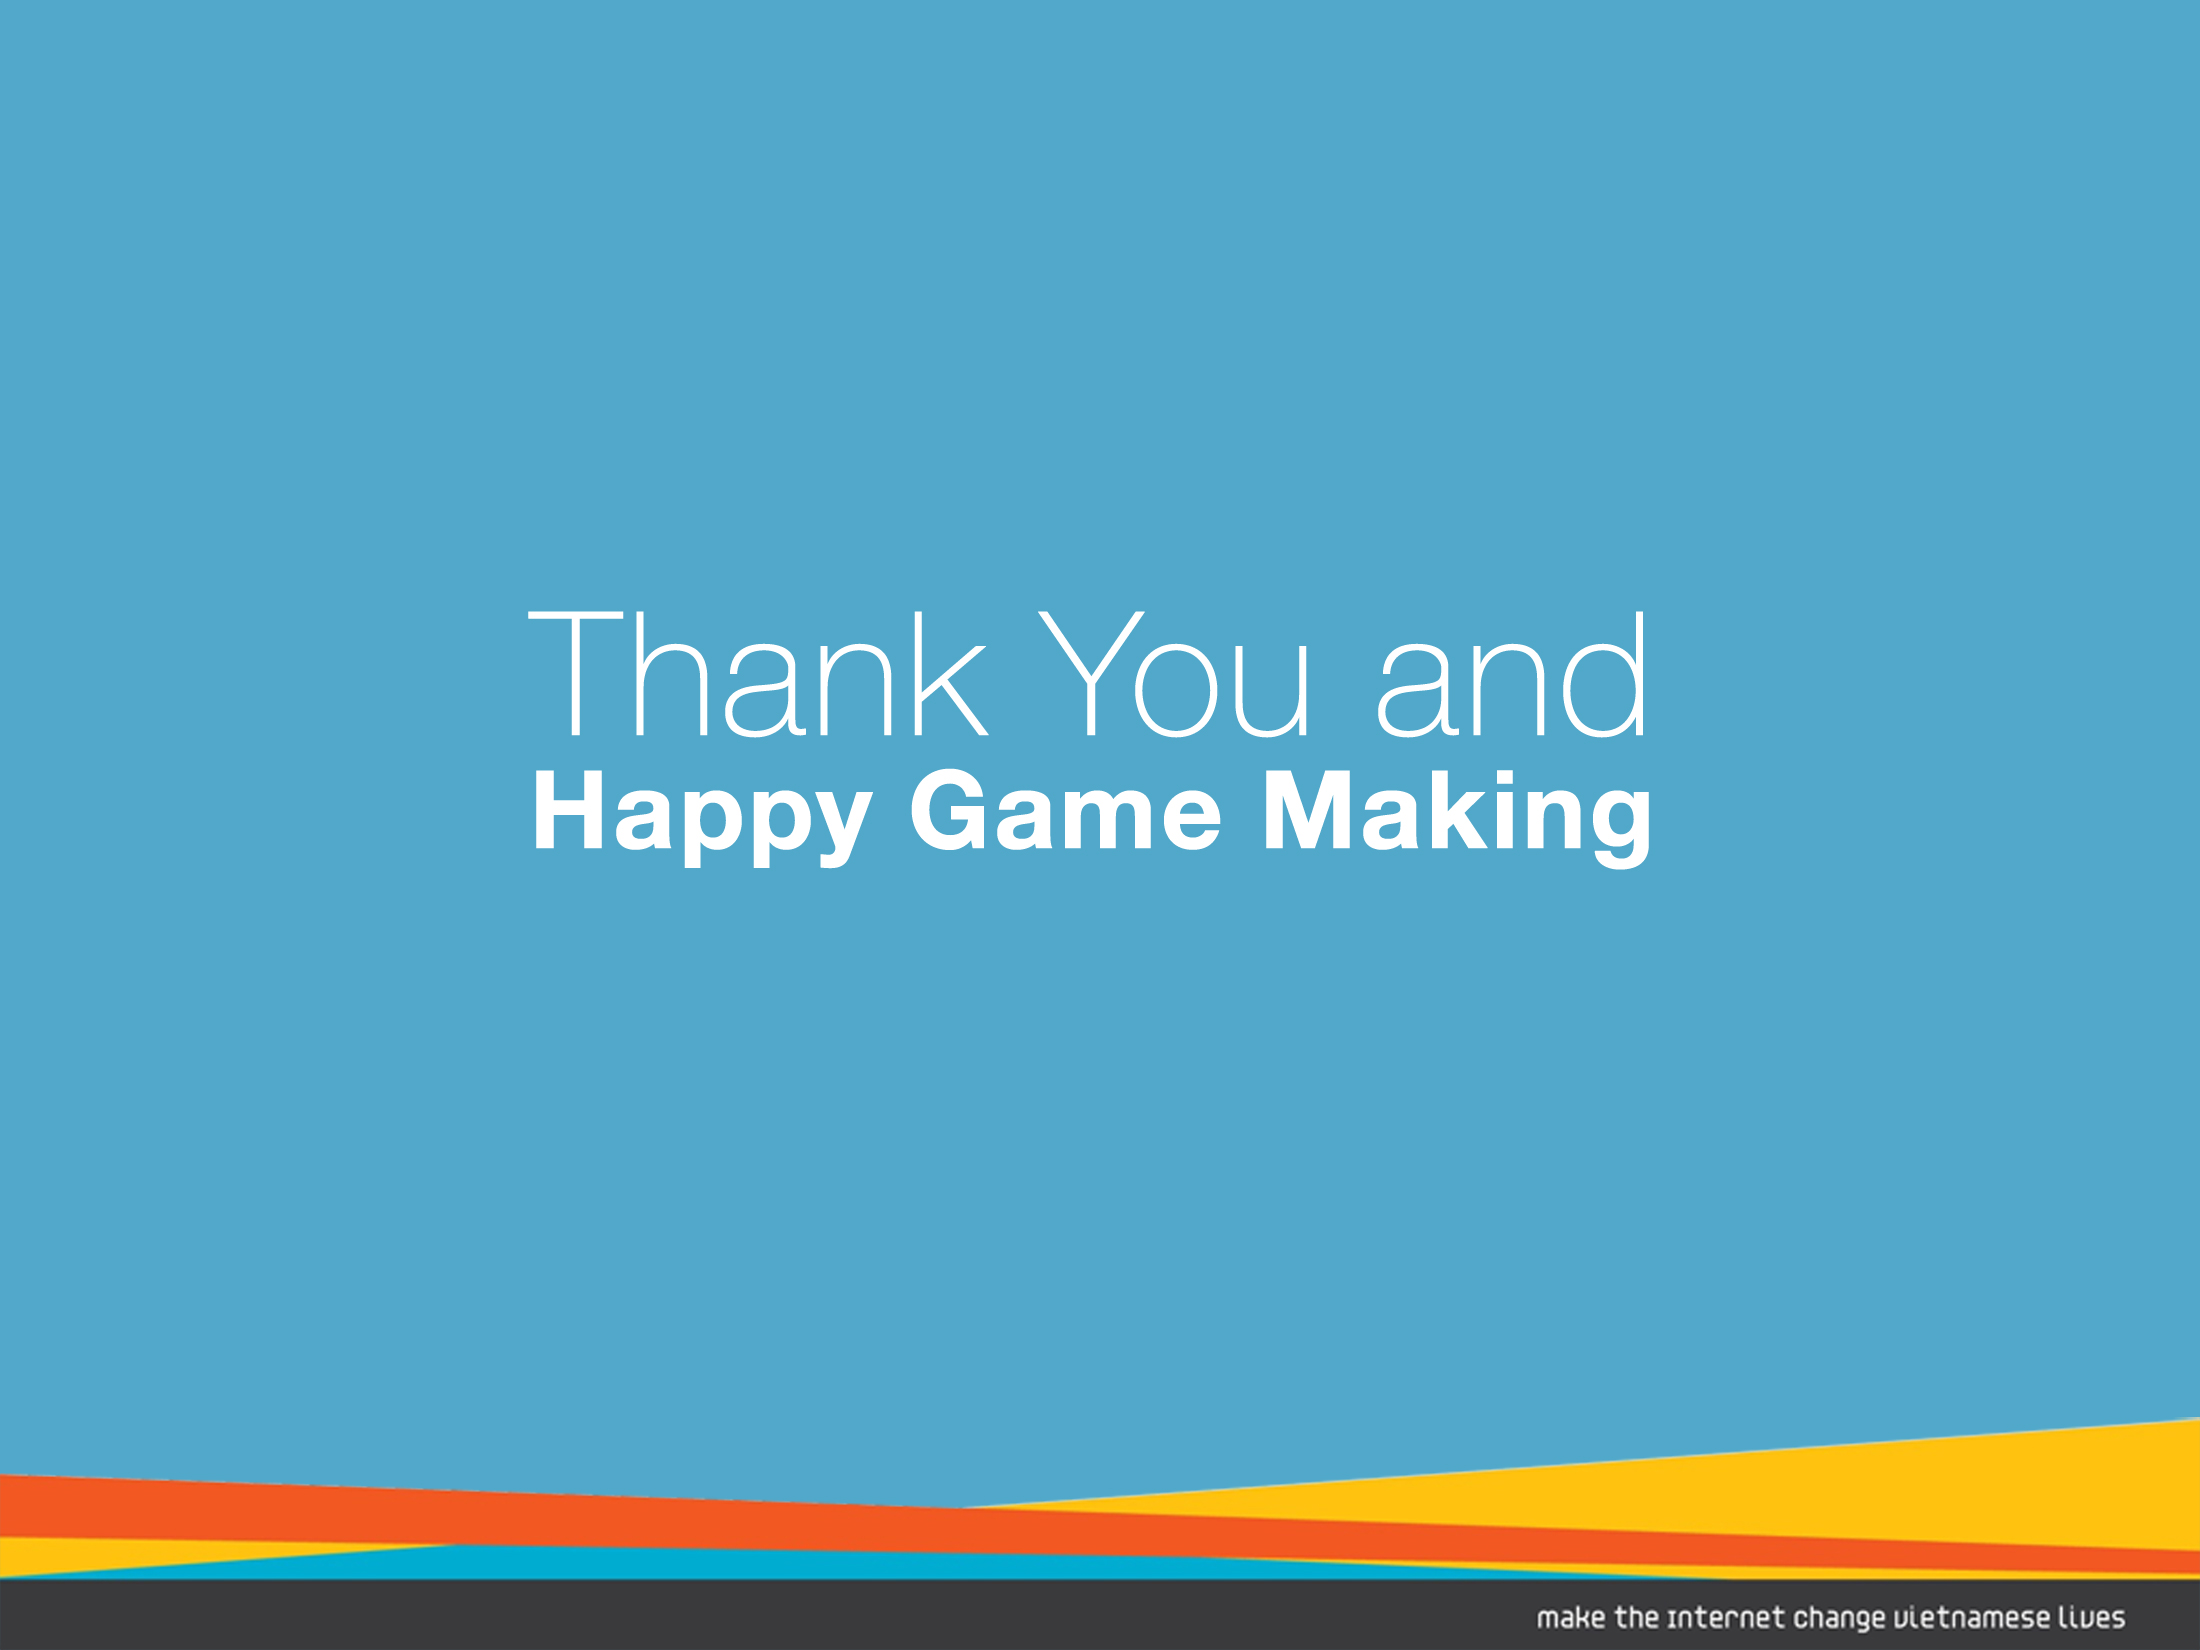 Thank You and
Happy Game Making
make the Internet change vietnamese lives